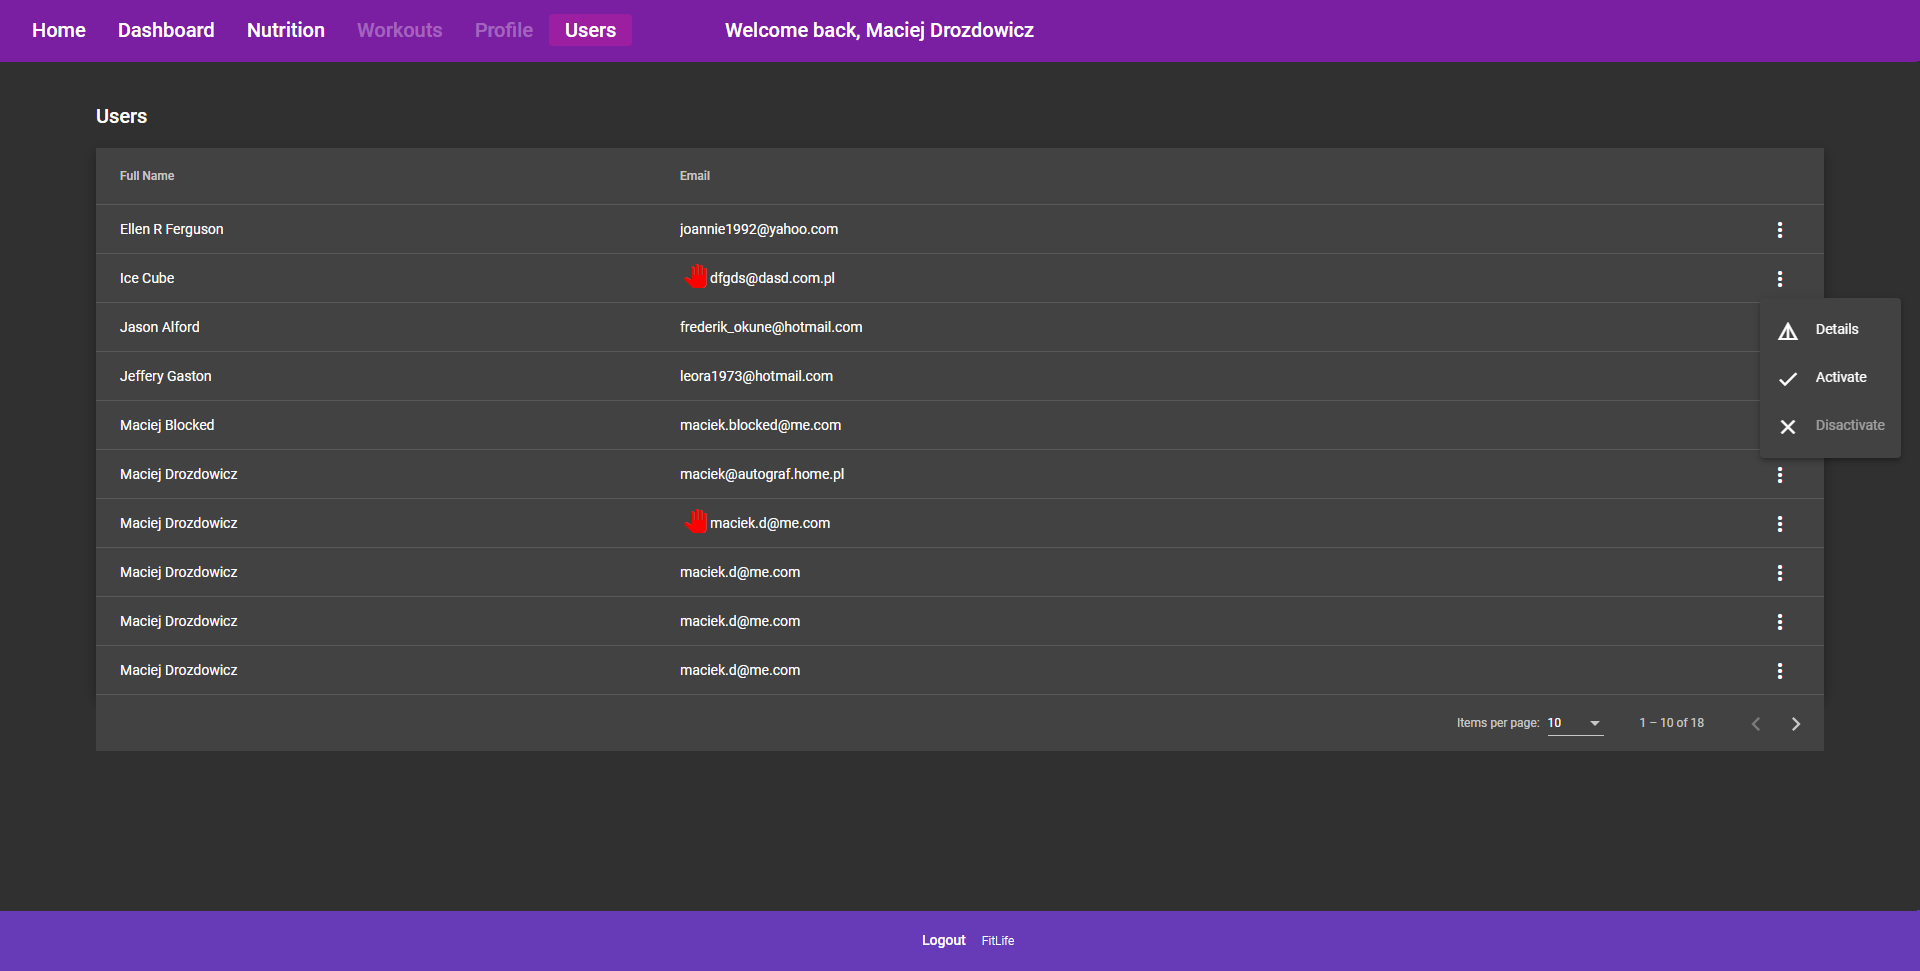 Home Dashboard Nutrition Workouts Profile Users Welcome back, Maciej Drozdowicz
Users
Full Name Email
Ellen R Ferguson joannie1992@yahoo.com
Ice Cube dfgds@dasd.com.pl
Jason Alford frederik_okune@hotmail.com
Details
Jeffery Gaston leora1973@hotmail.com
Activate
Maciej Blocked maciek.blocked@me.com
Disactivate
Maciej Drozdowicz maciek@autograf.home.pl
Maciej Drozdowicz maciek.d@me.com
Maciej Drozdowicz maciek.d@me.com
Maciej Drozdowicz maciek.d@me.com
Maciej Drozdowicz maciek.d@me.com
Items per page: 10 1 – 10 of 18
Logout FitLife